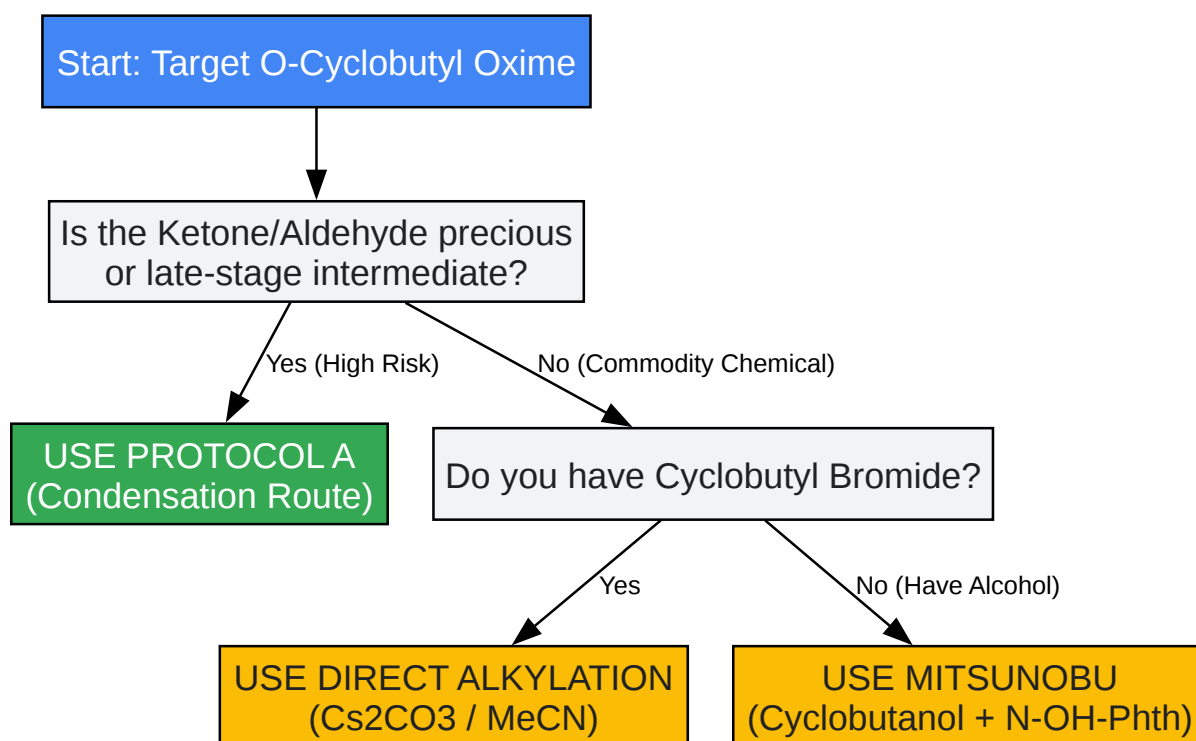 Start: Target O-Cyclobutyl Oxime
Is the Ketone/Aldehyde precious
or late-stage intermediate?
Yes (High Risk)
No (Commodity Chemical)
USE PROTOCOL A
(Condensation Route)
Do you have Cyclobutyl Bromide?
Yes
No (Have Alcohol)
USE DIRECT ALKYLATION
(Cs2CO3 / MeCN)
USE MITSUNOBU
(Cyclobutanol + N-OH-Phth)